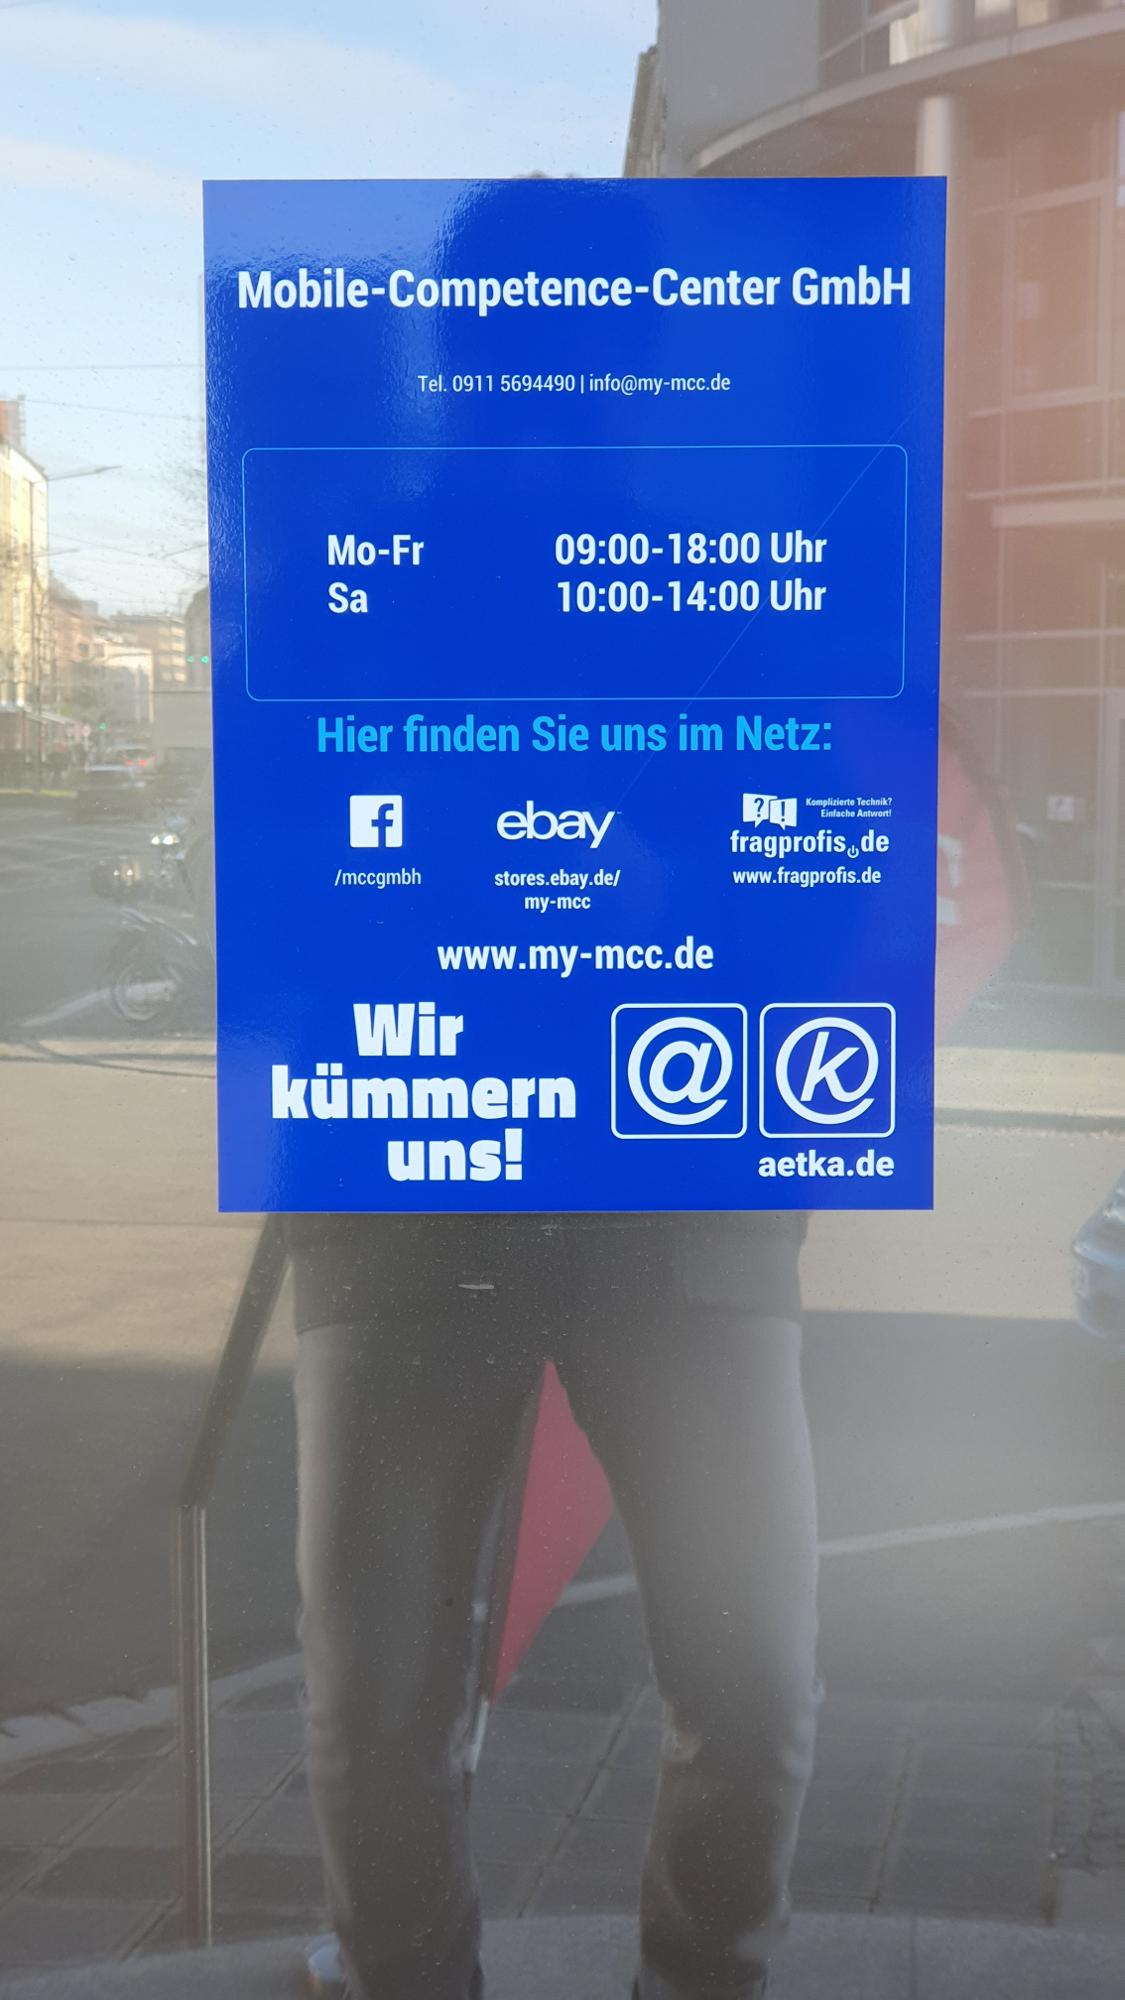 Mobile-Competence-Center GmbH
Tel. 0911 5694490 | info@my-mcc.de
Mo-Fr 09:00-18:00 Uhr
Sa 10:00-14:00 Uhr
Hier finden Sie uns im Netz:
f
/mccgmbh
ebay
stores.ebay.de/
my-mcc
?!
Komplizierte Technik?
Einfache Antwort!
fragprofis.de
www.fragprofis.de
www.my-mcc.de
Wir
kümmern
uns!
@ k
aetka.de